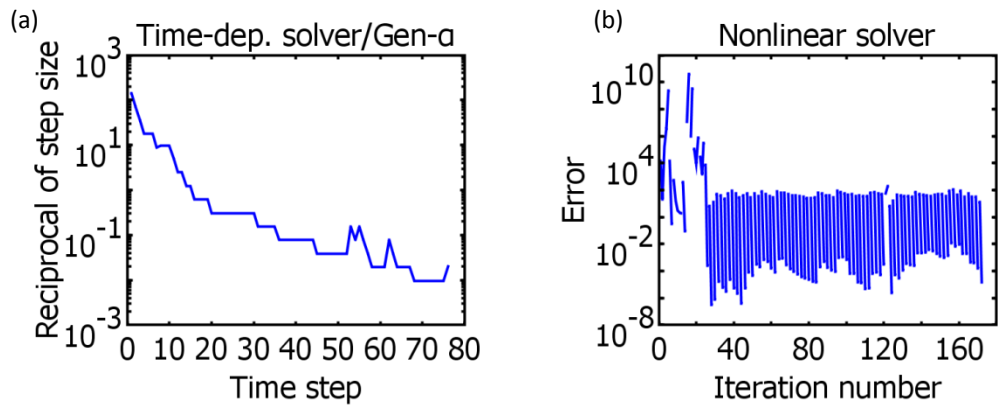 (a)
Time-dep. solver/Gen-α
Reciprocal of step size
10^3
10^1
10^-1
10^-3
0 10 20 30 40 50 60 70 80
Time step
(b)
Nonlinear solver
Error
10^10
10^4
10^-2
10^-8
0 40 80 120 160
Iteration number